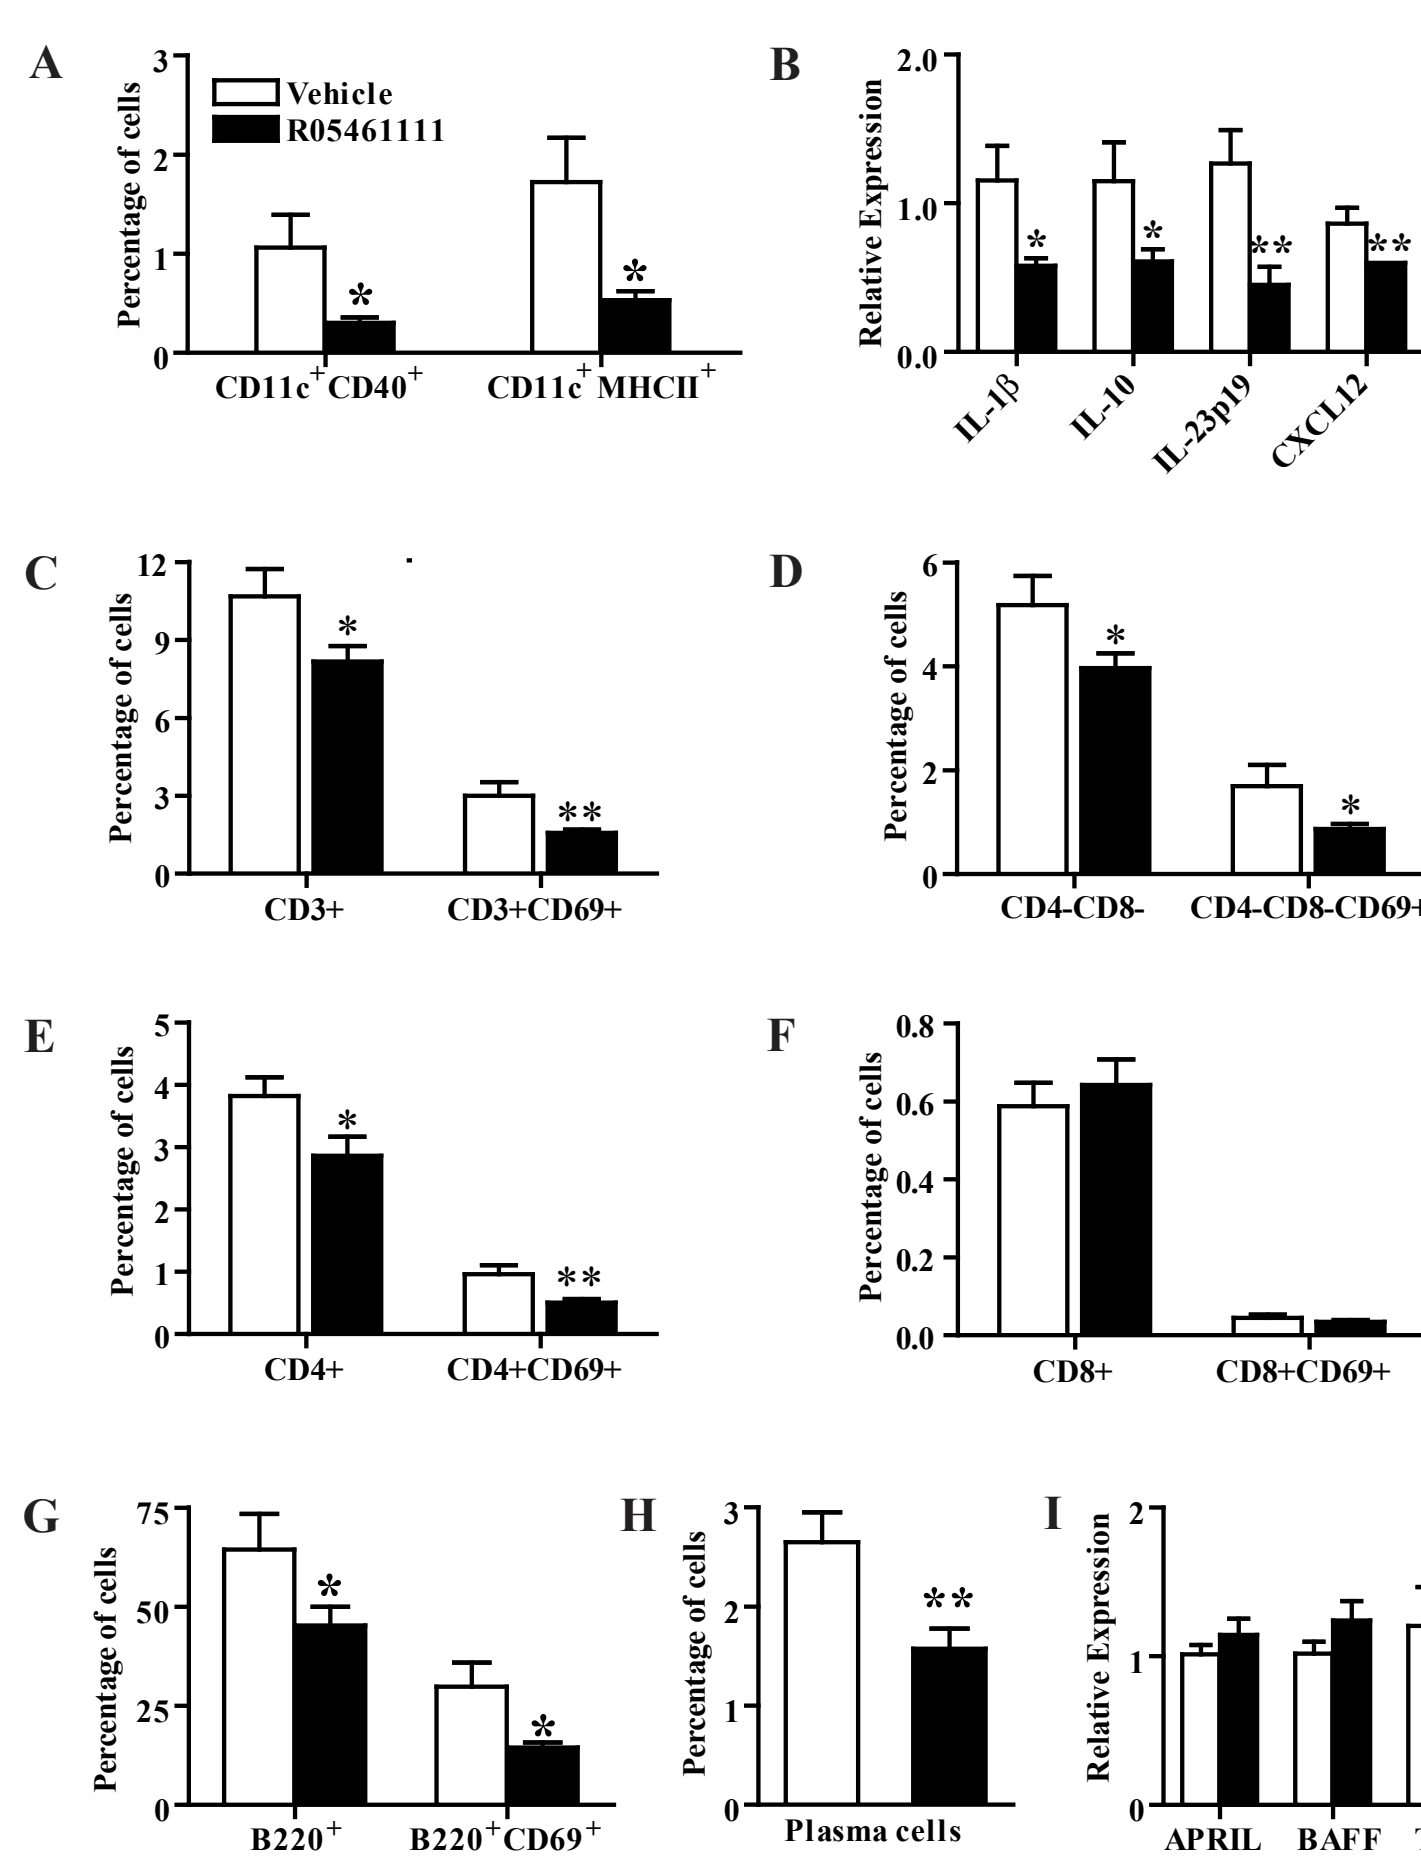 A
Percentage of cells
3
2
1
0
Vehicle
R05461111
*
*
CD11c+ CD40+
CD11c+ MHCII+
B
Relative Expression
2.0
1.0
0.0
*
*
**
**
IL-1β
IL-10
IL-23p19
CXCL12
C
Percentage of cells
12
9
6
3
0
*
**
CD3+
CD3+CD69+
D
Percentage of cells
6
4
2
0
*
*
CD4-CD8-
CD4-CD8-CD69+
E
Percentage of cells
5
4
3
2
1
0
*
**
CD4+
CD4+CD69+
F
Percentage of cells
0.8
0.6
0.4
0.2
0.0
CD8+
CD8+CD69+
G
Percentage of cells
75
50
25
0
*
*
B220+
B220+CD69+
H
Percentage of cells
3
2
1
0
**
Plasma cells
I
Relative Expression
2
1
0
APRIL
BAFF